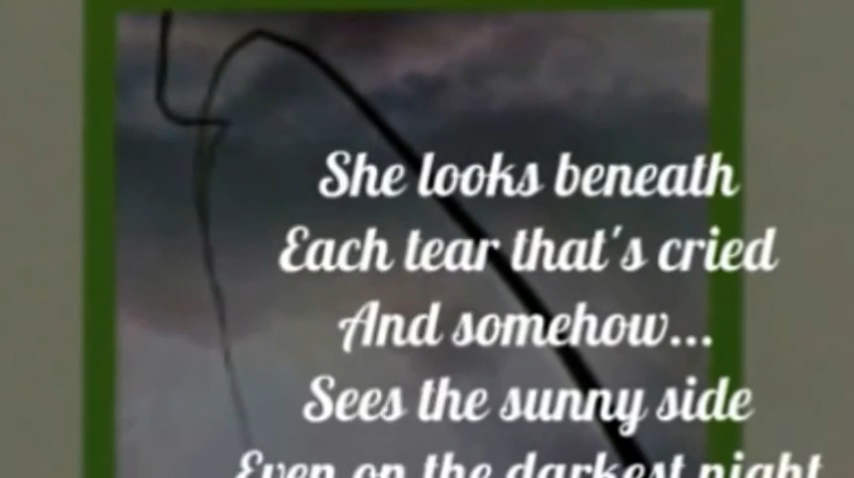 She looks beneath
Each tear that's cried
And somehow...
Sees the sunny side
Even on the darkest night